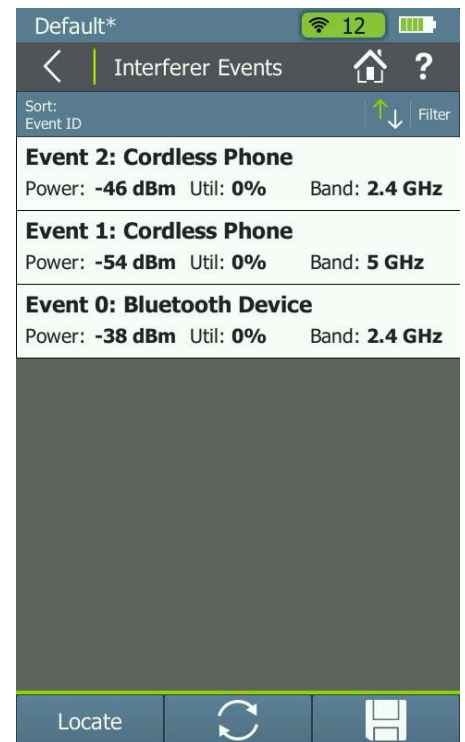 Default*
12
Interferer Events
?
Sort:
Event ID
Filter
Event 2: Cordless Phone
Power: -46 dBm Util: 0% Band: 2.4 GHz
Event 1: Cordless Phone
Power: -54 dBm Util: 0% Band: 5 GHz
Event 0: Bluetooth Device
Power: -38 dBm Util: 0% Band: 2.4 GHz
Locate